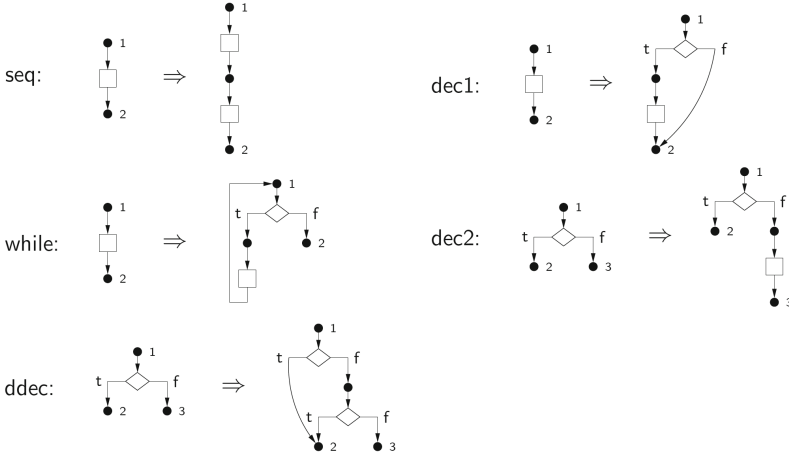 seq: 1 2 ⇒ 1 2
dec1: 1 2 ⇒ 1 t f 2
while: 1 2 ⇒ 1 t f 2
dec2: 1 t f 2 3 ⇒ 1 t f 2 3
ddec: 1 t f 2 3 ⇒ 1 t f t f 2 3